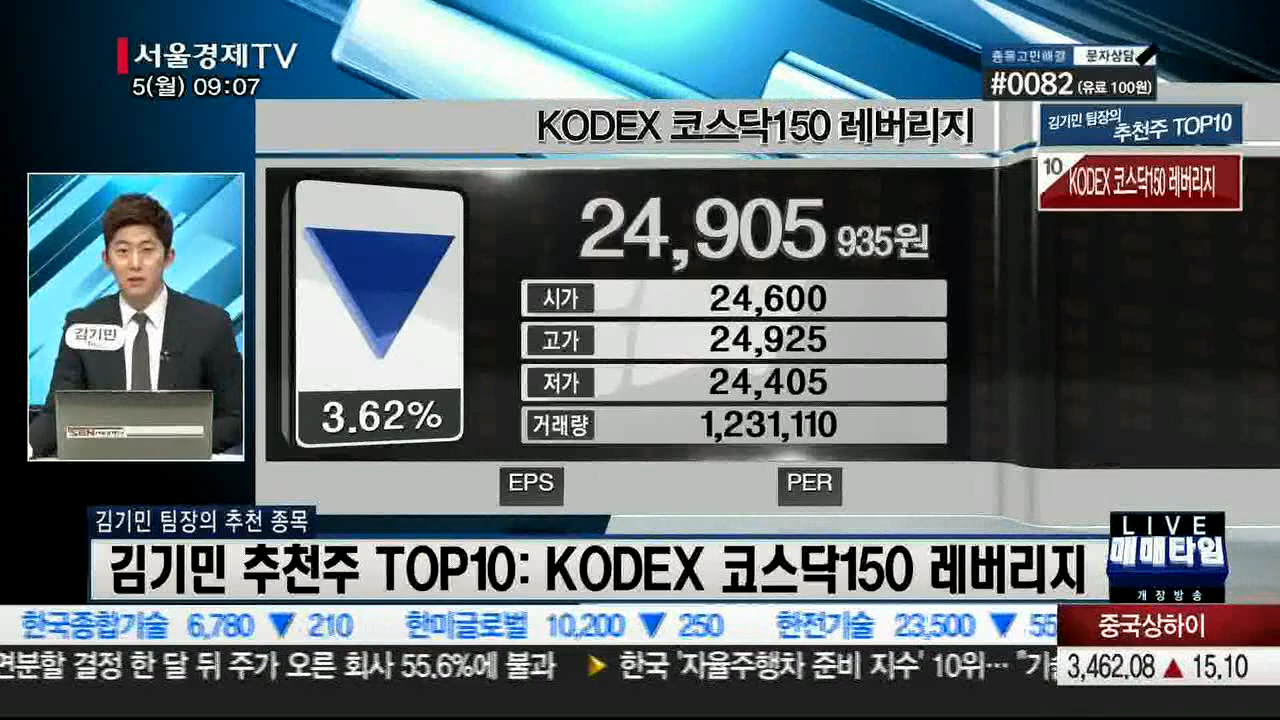 서울경제TV
5(월) 09:07
종목고민해결 문자상담
#0082 (유료 100원)
KODEX 코스닥150 레버리지
김기민 팀장의
추천주 TOP10
10 KODEX 코스닥150 레버리지
24,905 935원
3.62%
시가 24,600
고가 24,925
저가 24,405
거래량 1,231,110
EPS PER
김기민
SEN
김기민 팀장의 추천 종목
김기민 추천주 TOP10: KODEX 코스닥150 레버리지
LIVE
매매타임
개장방송
한국종합기술 6,780 ▼ 210 한미글로벌 10,200 ▼ 250 한전기술 23,500 ▼ 55
중국상하이
면분할 결정 한 달 뒤 주가 오른 회사 55.6%에 불과 ▶ 한국 '자율주행차 준비 지수' 10위… "기술
3,462.08 ▲ 15.10